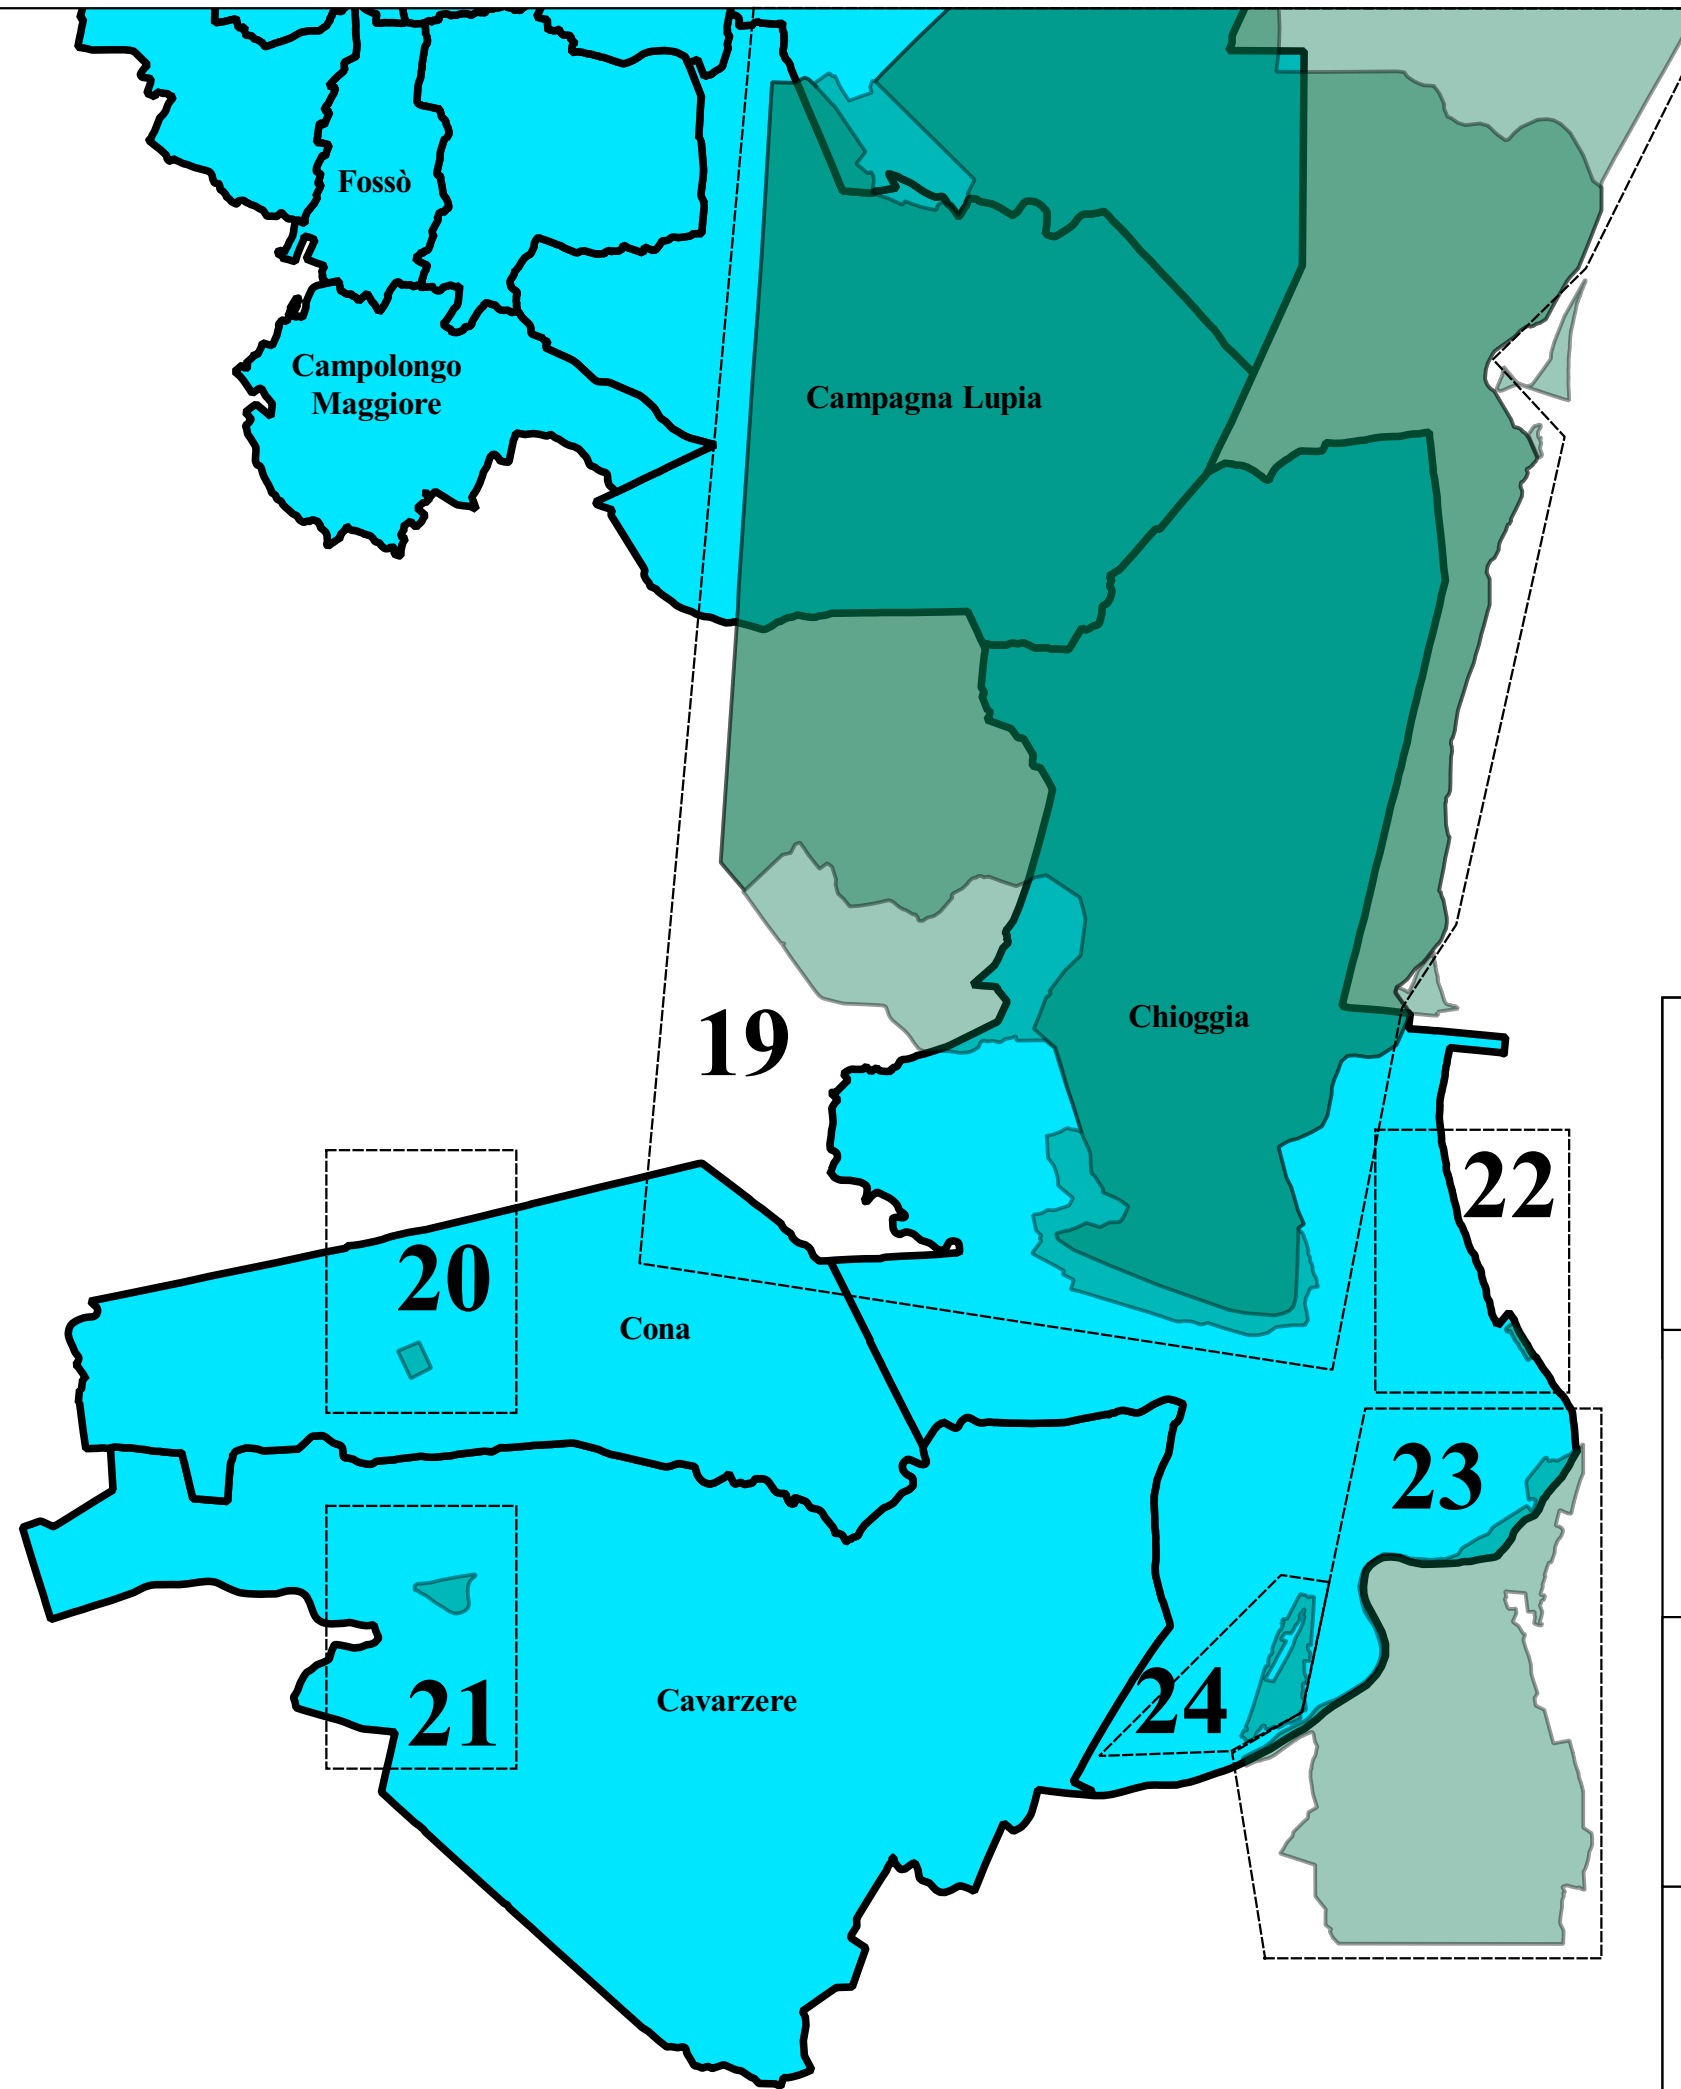 Fossò
Campolongo
Maggiore
Campagna Lupia
19
Chioggia
22
20
Cona
23
24
21
Cavarzere